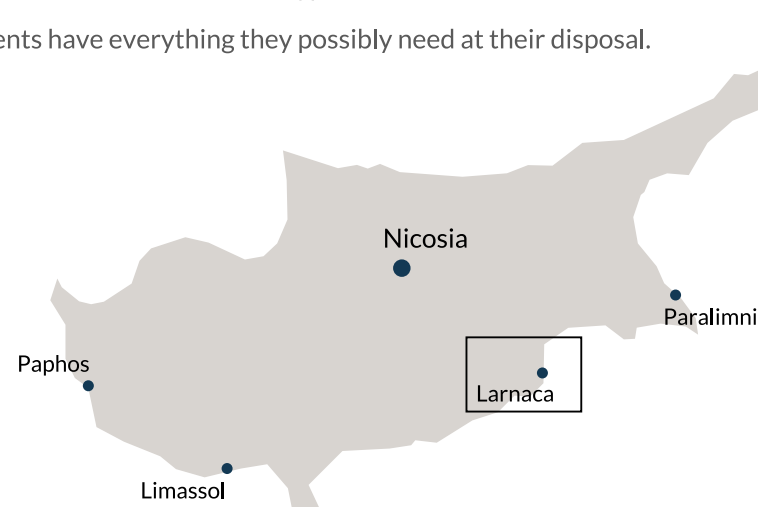 ents have everything they possibly need at their disposal.
Nicosia
Paralimni
Paphos
Larnaca
Limassol